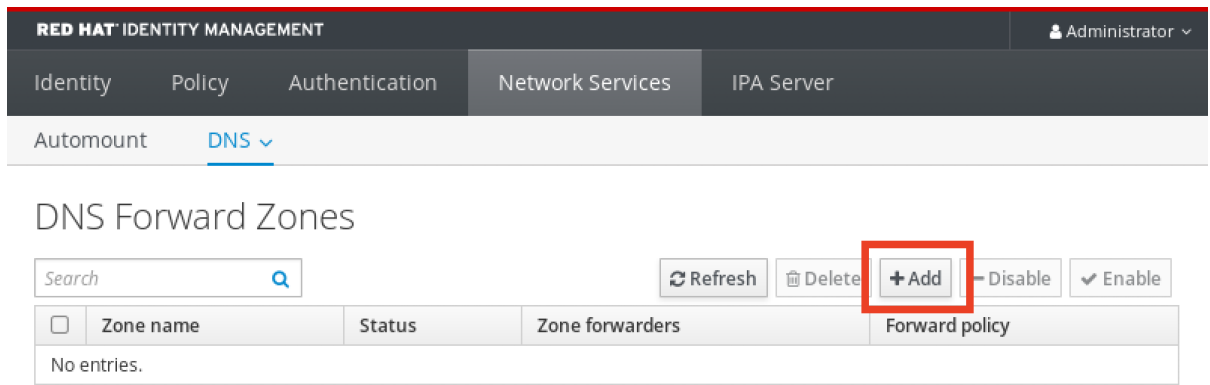 RED HAT® IDENTITY MANAGEMENT Administrator
Identity Policy Authentication Network Services IPA Server
Automount DNS
DNS Forward Zones
Search Refresh Delete Add Disable Enable
Zone name Status Zone forwarders Forward policy
No entries.